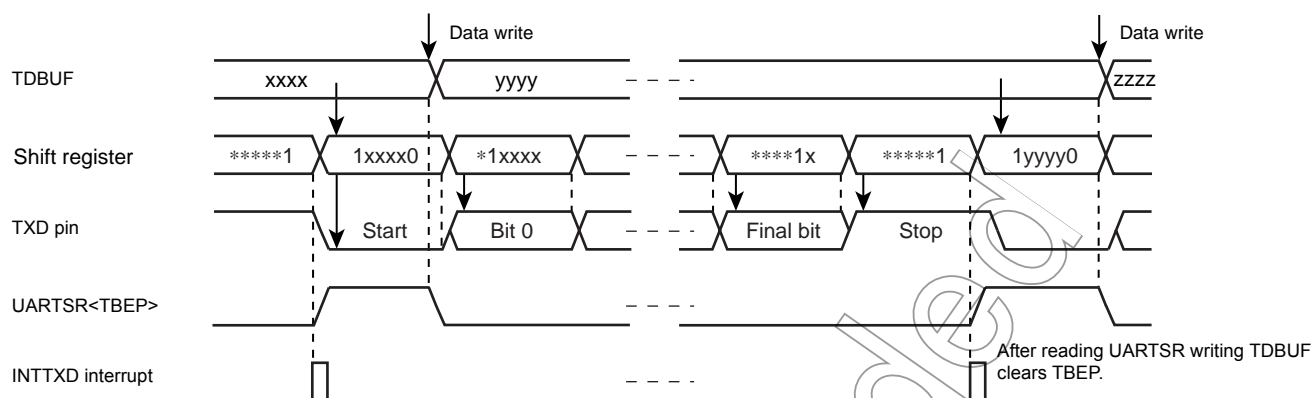 Data write
Data write
TDBUF
xxxx
yyyy
zzzz
Shift register
*****1
1xxxx0
*1xxxx
****1x
*****1
1yyyy0
TXD pin
Start
Bit 0
Final bit
Stop
UARTSR<TBEP>
INTTXD interrupt
After reading UARTSR writing TDBUF
clears TBEP.
ded